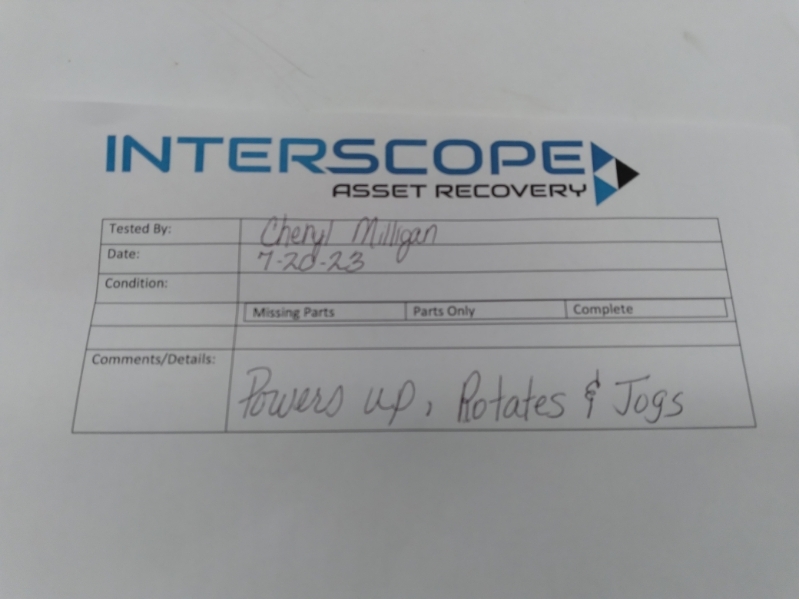 INTERSCOPE
ASSET RECOVERY
Tested By: Cheryl Milligan
Date: 7-20-23
Condition:
Missing Parts Parts Only Complete
Comments/Details: Powers up, Rotates & Jogs